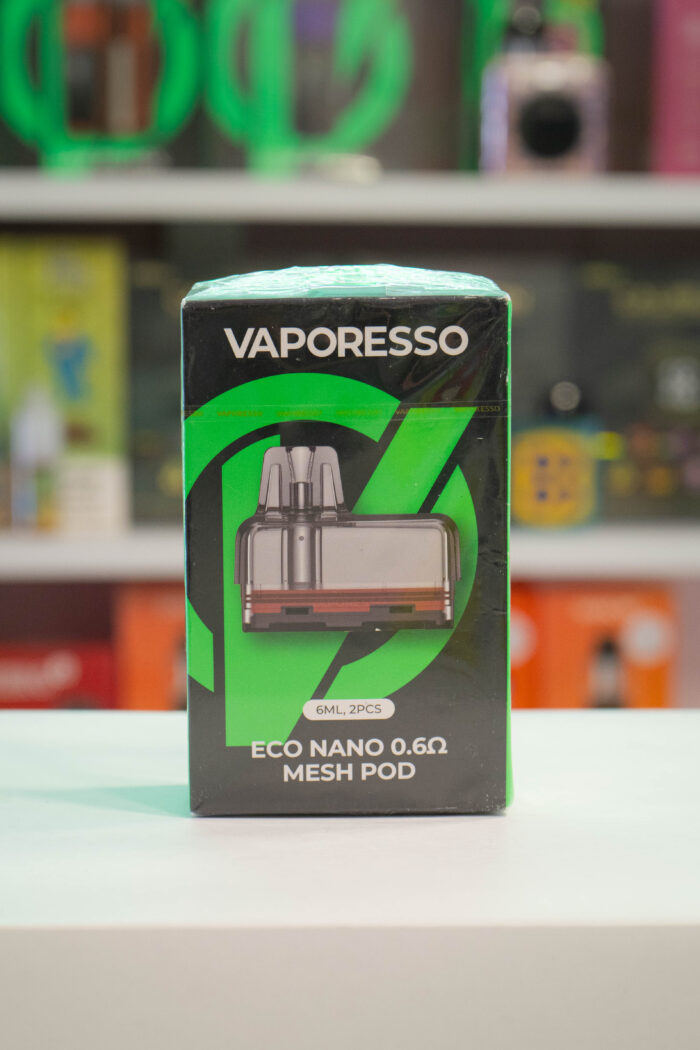 VAPORESSO
6ML, 2PCS
ECO NANO 0.6Ω
MESH POD